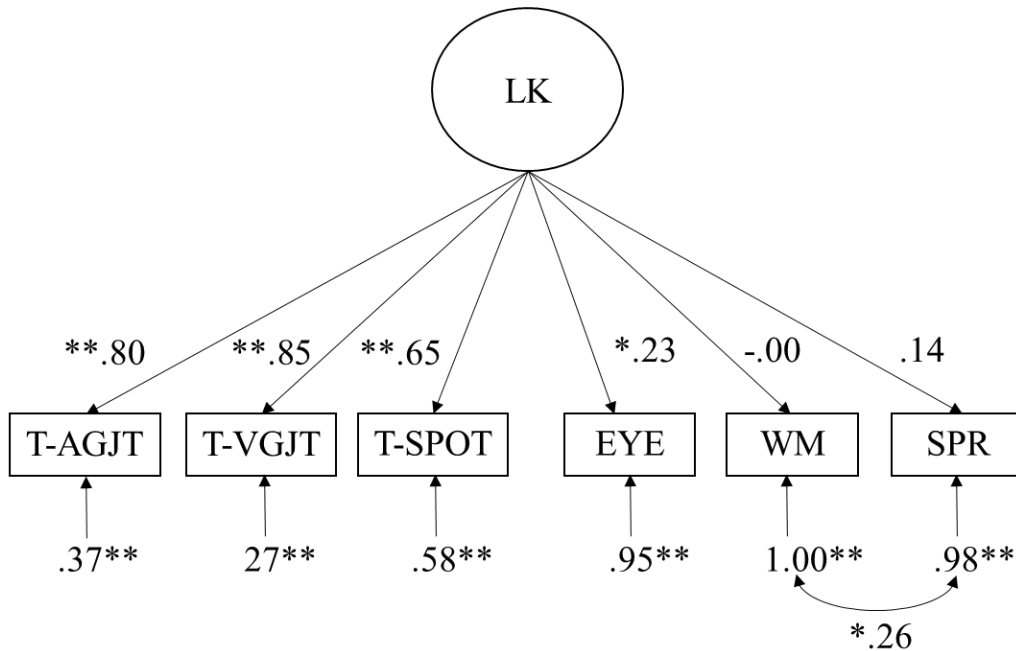 LK
**.80 **.85 **.65 *.23 -.00 .14
T-AGJT T-VGJT T-SPOT EYE WM SPR
.37** 27** .58** .95** 1.00** .98**
*.26